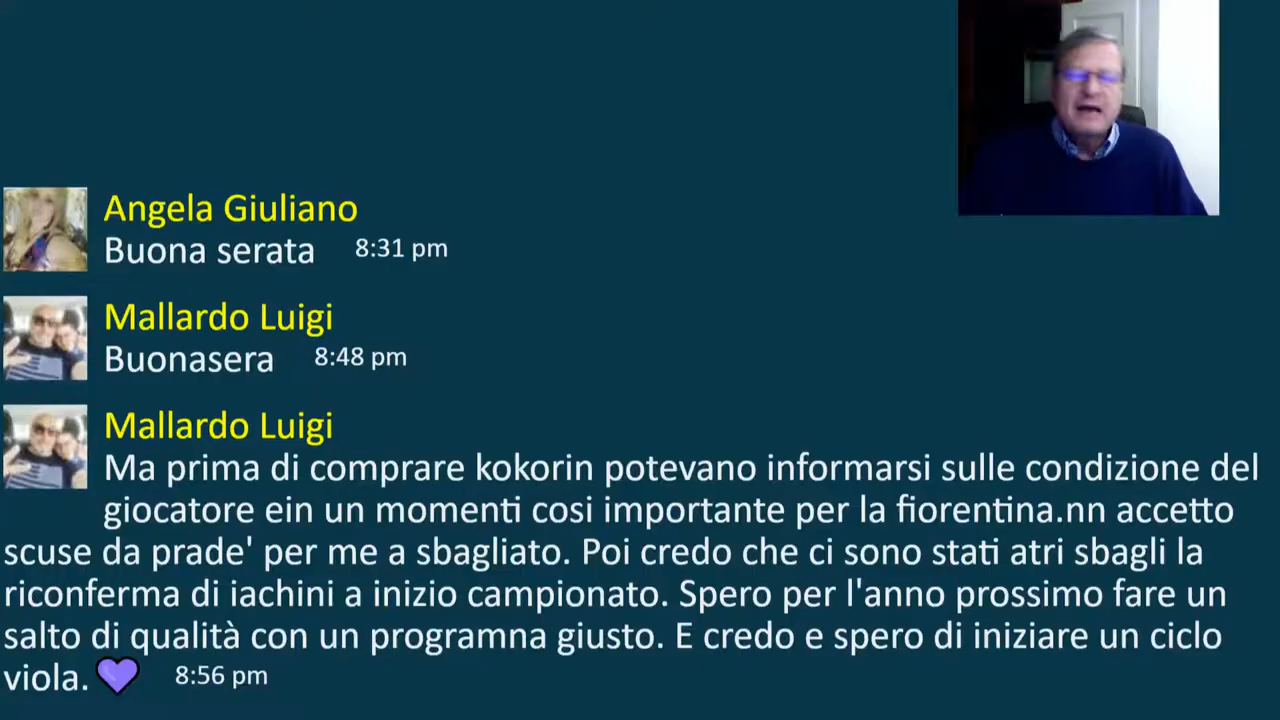 Angela Giuliano
Buona serata 8:31 pm
Mallardo Luigi
Buonasera 8:48 pm
Mallardo Luigi
Ma prima di comprare kokorin potevano informarsi sulle condizione del
giocatore ein un momenti cosi importante per la fiorentina.nn accetto
scuse da prade' per me a sbagliato. Poi credo che ci sono stati atri sbagli la
riconferma di iachini a inizio campionato. Spero per l'anno prossimo fare un
salto di qualità con un programna giusto. E credo e spero di iniziare un ciclo
viola. 💜 8:56 pm